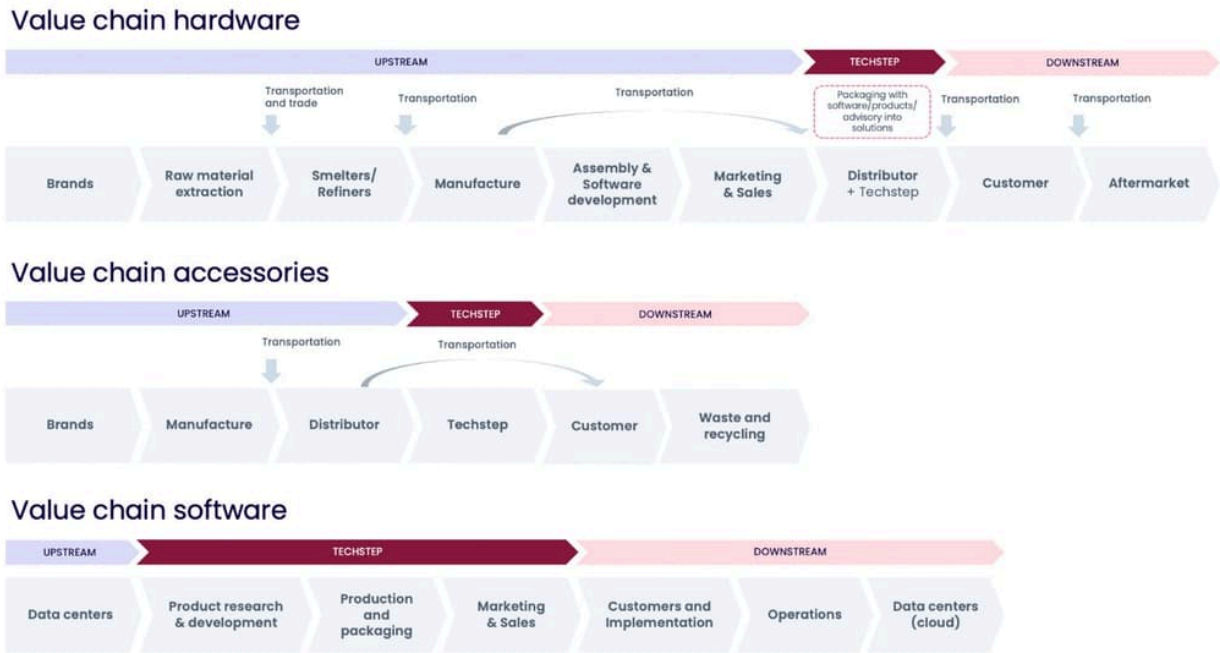 Value chain hardware
UPSTREAM
TECHSTEP
DOWNSTREAM
Transportation
and trade
Transportation
Transportation
Packaging with
software/products/
advisory into
solutions
Transportation
Transportation
Brands
Raw material
extraction
Smelters/
Refiners
Manufacture
Assembly &
Software
development
Marketing
& Sales
Distributor
+ Techstep
Customer
Aftermarket
Value chain accessories
UPSTREAM
TECHSTEP
DOWNSTREAM
Transportation
Transportation
Brands
Manufacture
Distributor
Techstep
Customer
Waste and
recycling
Value chain software
UPSTREAM
TECHSTEP
DOWNSTREAM
Data centers
Product research
& development
Production
and
packaging
Marketing
& Sales
Customers and
Implementation
Operations
Data centers
(cloud)